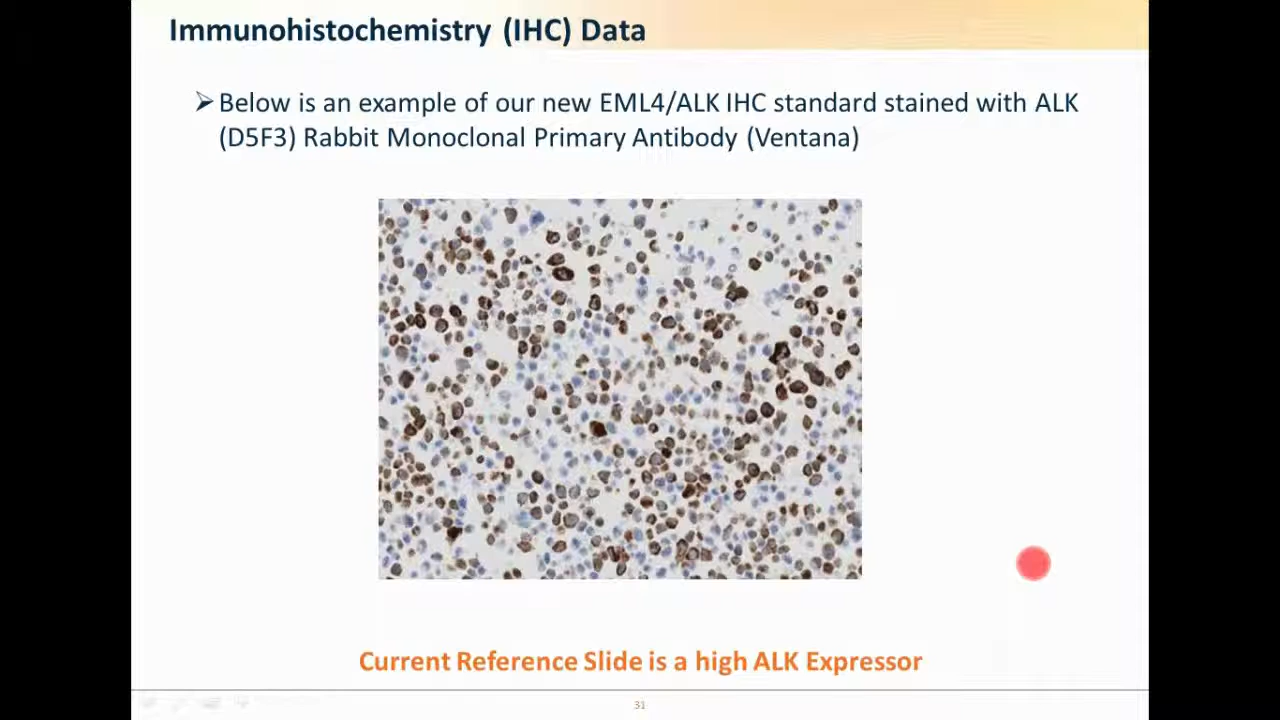 Immunohistochemistry (IHC) Data
➢Below is an example of our new EML4/ALK IHC standard stained with ALK
(D5F3) Rabbit Monoclonal Primary Antibody (Ventana)
Current Reference Slide is a high ALK Expressor
31